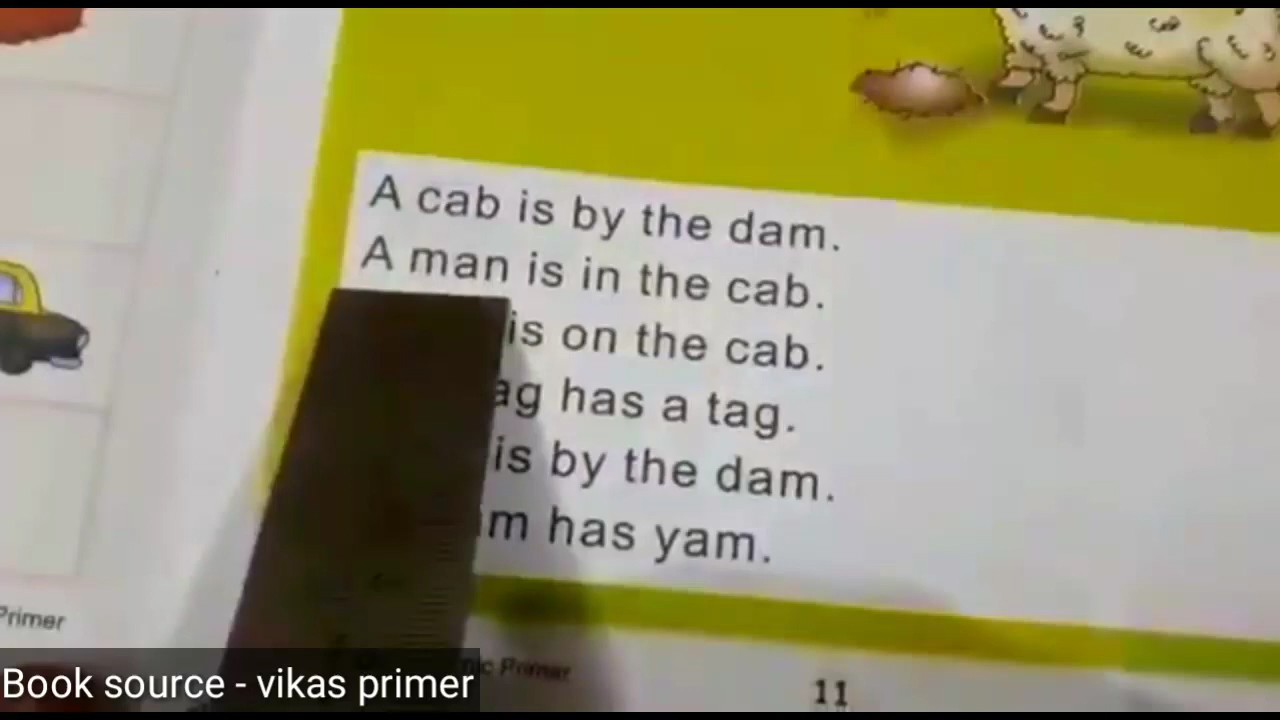 A cab is by the dam.
A man is in the cab.
is on the cab.
has a tag.
is by the dam.
has yam.
Primer
Primer
11
Book source - vikas primer